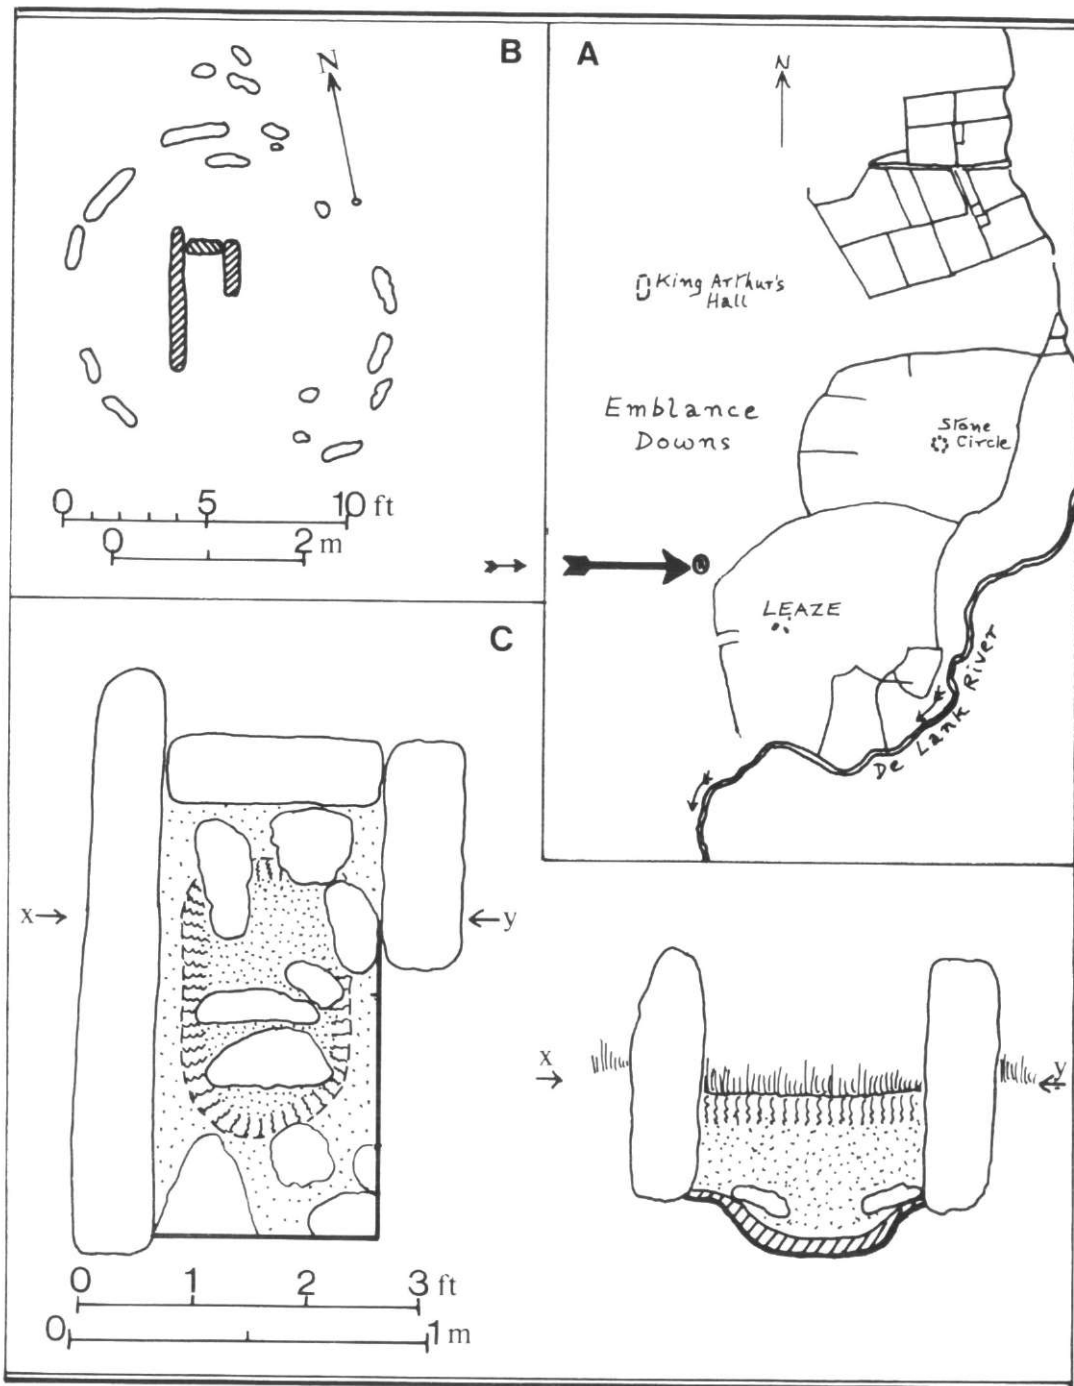 B
N
0 5 10 ft
0 2 m
A
N
King Arthur's
Hall
Emblance
Downs
Stone
Circle
LEAZE
De Lank River
C
x
y
0 1 2 3 ft
0 1 m
x
y